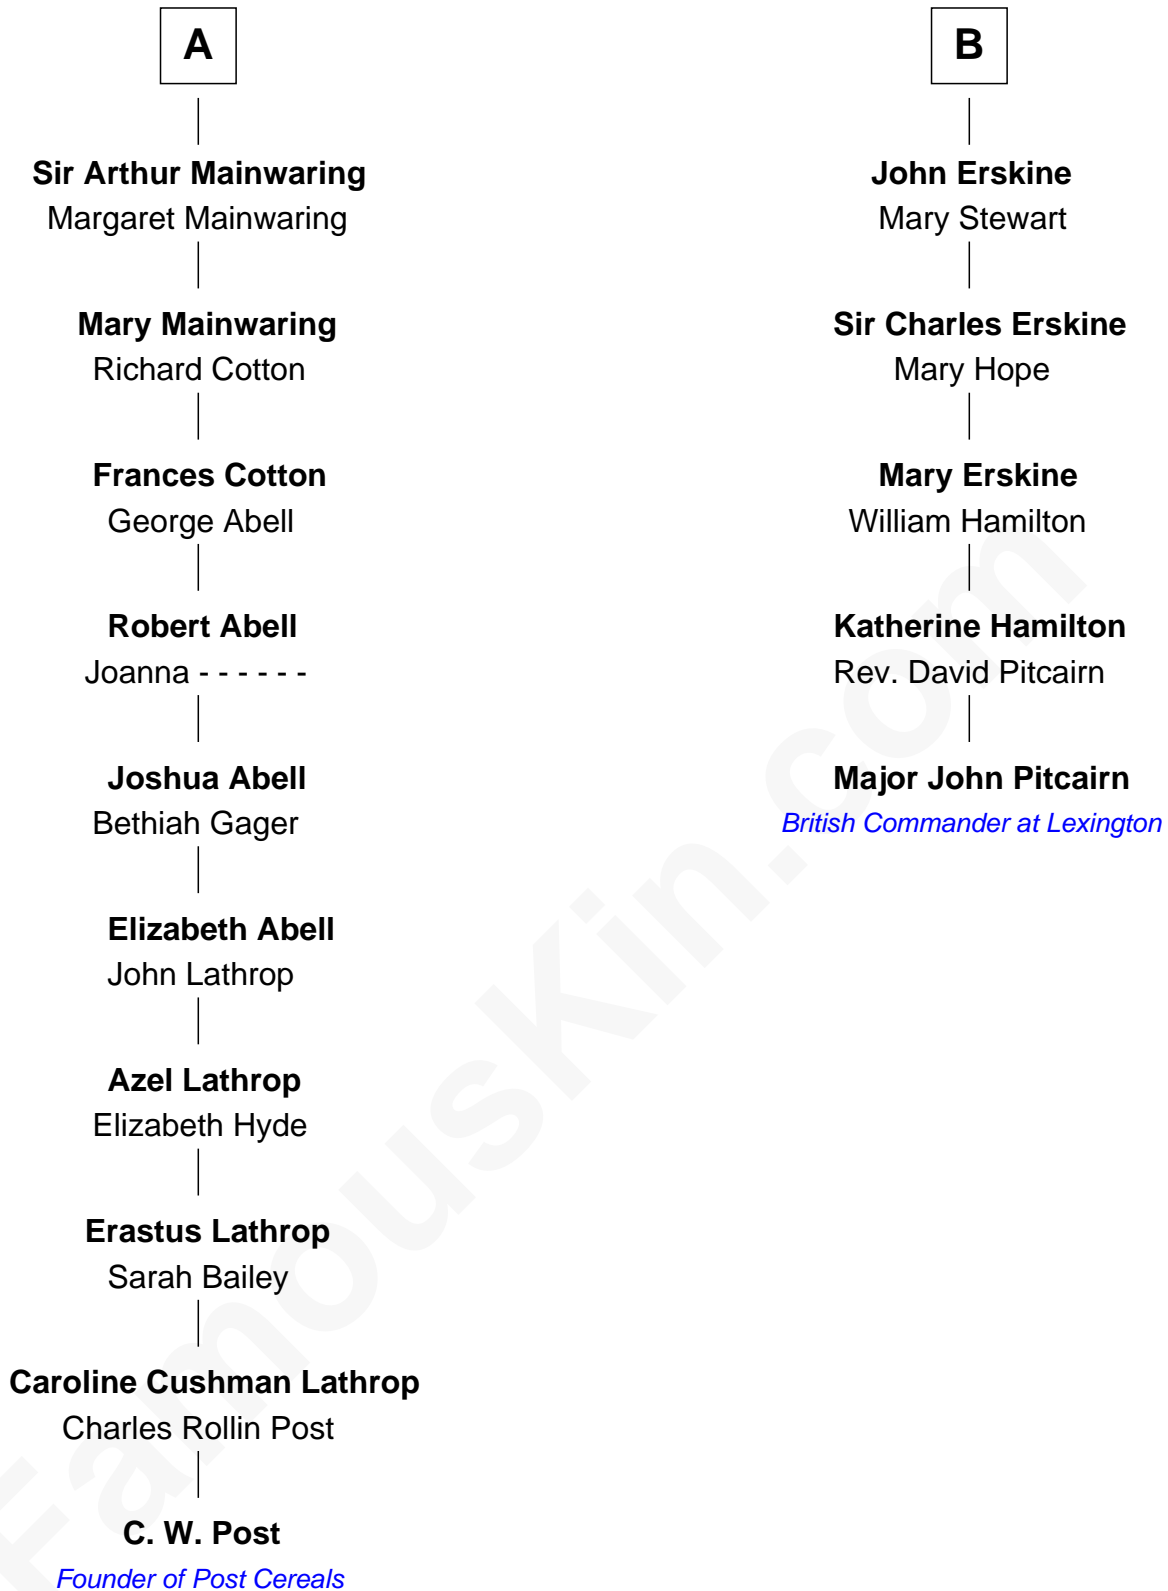 A
Sir Arthur Mainwaring
Margaret Mainwaring
Mary Mainwaring
Richard Cotton
Frances Cotton
George Abell
Robert Abell
Joanna - - - - - -
Joshua Abell
Bethiah Gager
Elizabeth Abell
John Lathrop
Azel Lathrop
Elizabeth Hyde
Erastus Lathrop
Sarah Bailey
Caroline Cushman Lathrop
Charles Rollin Post
C. W. Post
Founder of Post Cereals
B
John Erskine
Mary Stewart
Sir Charles Erskine
Mary Hope
Mary Erskine
William Hamilton
Katherine Hamilton
Rev. David Pitcairn
Major John Pitcairn
British Commander at Lexington
FamousKin.com